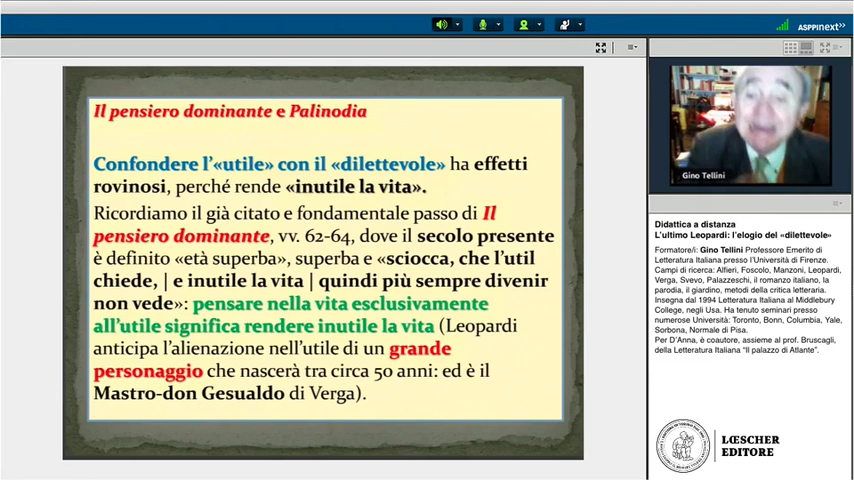 ASPPInext>>
Il pensiero dominante e Palinodia
Confondere l'«utile» con il «dilettevole» ha effetti
rovinosi, perché rende «inutile la vita».
Ricordiamo il già citato e fondamentale passo di Il
pensiero dominante, vv. 62-64, dove il secolo presente
è definito «età superba», superba e «sciocca, che l'util
chiede, | e inutile la vita | quindi più sempre divenir
non vede»: pensare nella vita esclusivamente
all'utile significa rendere inutile la vita (Leopardi
anticipa l'alienazione nell'utile di un grande
personaggio che nascerà tra circa 50 anni: ed è il
Mastro-don Gesualdo di Verga).
Gino Tellini
Didattica a distanza
L'ultimo Leopardi: l'elogio del «dilettevole»
Formatore/i: Gino Tellini Professore Emerito di
Letteratura Italiana presso l'Università di Firenze.
Campi di ricerca: Alfieri, Foscolo, Manzoni, Leopardi,
Verga, Svevo, Palazzeschi, il romanzo italiano, la
parodia, il giardino, metodi della critica letteraria.
Insegna dal 1994 Letteratura Italiana al Middlebury
College, negli Usa. Ha tenuto seminari presso
numerose Università: Toronto, Bonn, Columbia, Yale,
Sorbona, Normale di Pisa.
Per D'Anna, è coautore, assieme al prof. Bruscagli,
della Letteratura Italiana "Il palazzo di Atlante".
LŒSCHER
EDITORE